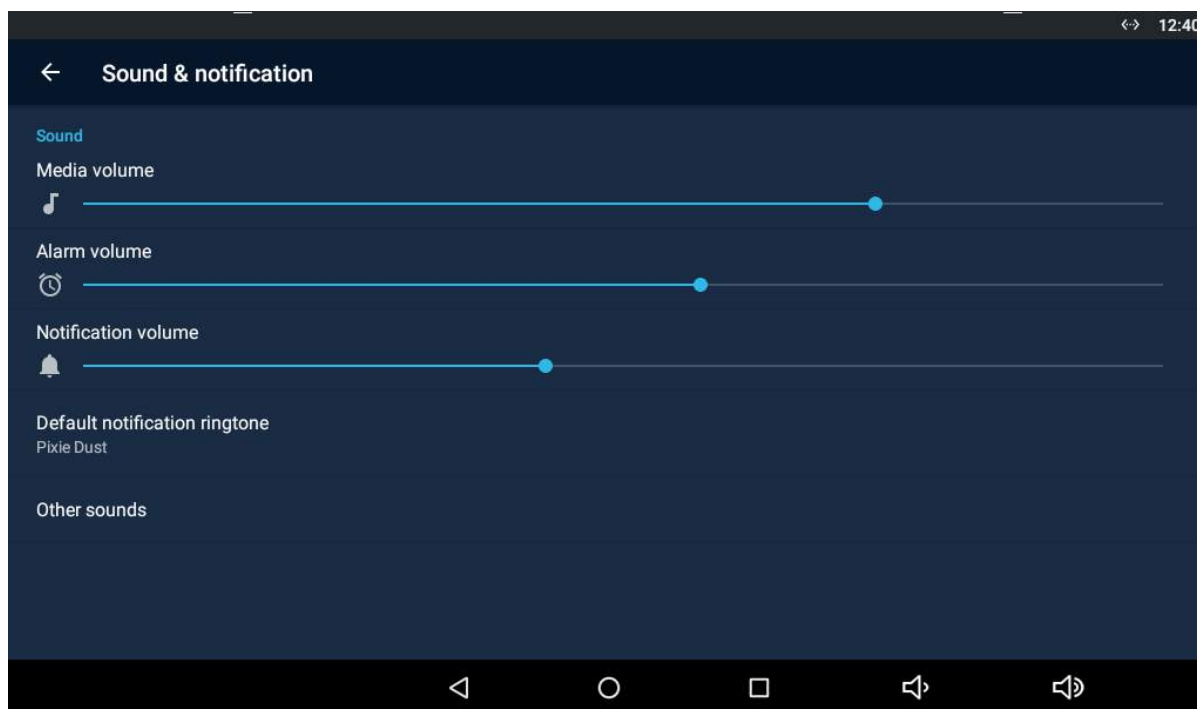 12:40
Sound & notification
Sound
Media volume
Alarm volume
Notification volume
Default notification ringtone
Pixie Dust
Other sounds